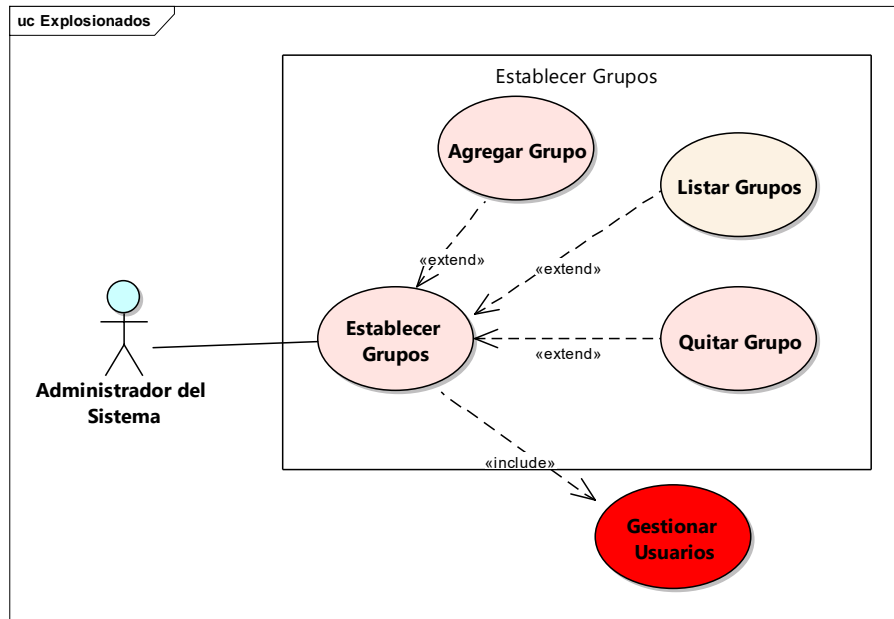 uc Explosionados
Establecer Grupos
Agregar Grupo
Listar Grupos
«extend»
«extend»
Establecer
Grupos
Quitar Grupo
«extend»
Administrador del
Sistema
«include»
Gestionar
Usuarios